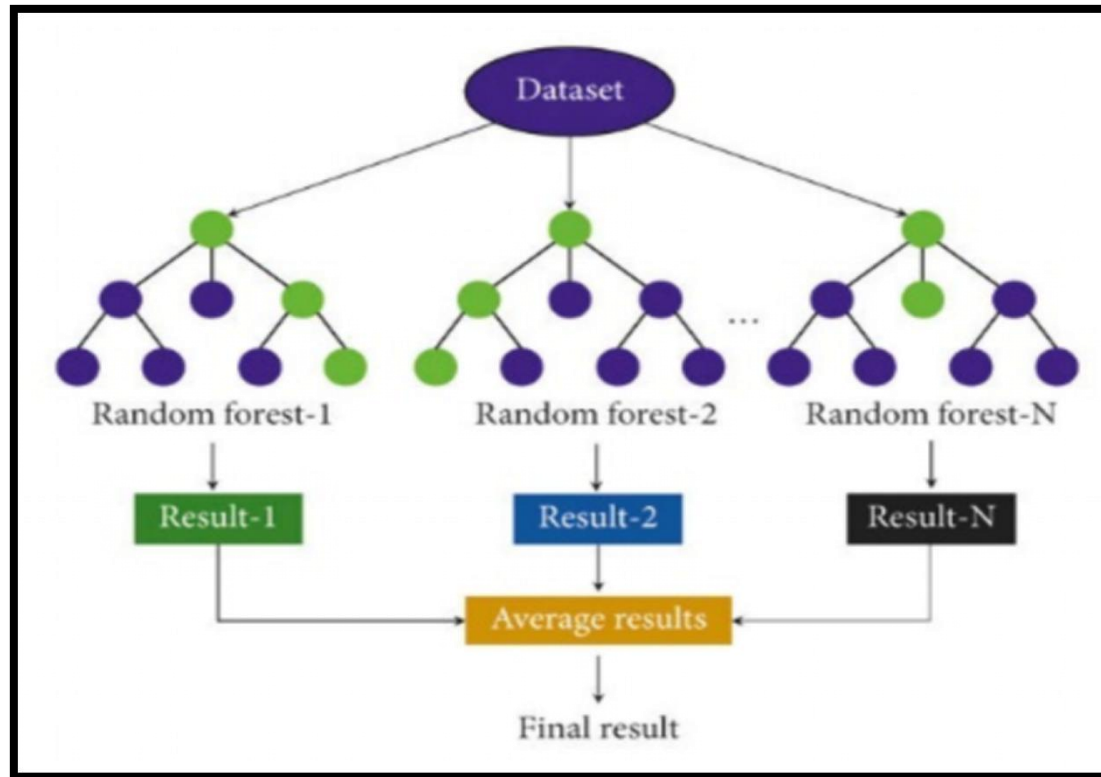 Dataset
...
Random forest-1
Random forest-2
Random forest-N
Result-1
Result-2
Result-N
Average results
Final result